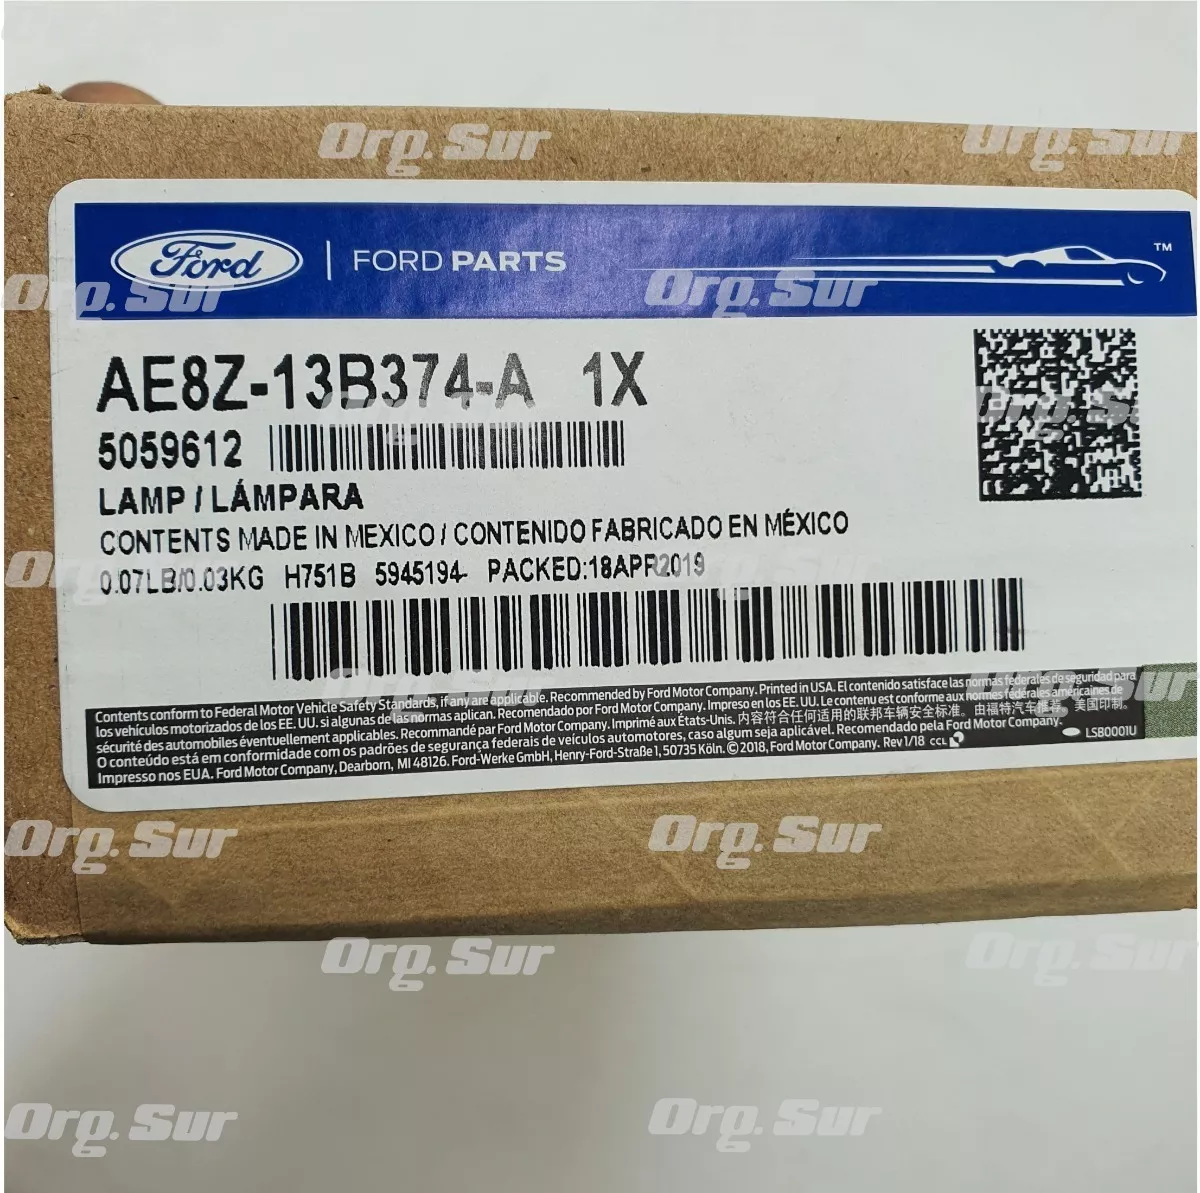 Org. Sur
Org. Sur
Ford | FORD PARTS
TM
Org. Sur
Org. Sur
AE8Z-13B374-A 1X
5059612
LAMP / LÁMPARA
CONTENTS MADE IN MEXICO / CONTENIDO FABRICADO EN MÉXICO
0.07LB/0.03KG H751B 5945194 PACKED:18APR2019
Contents conform to Federal Motor Vehicle Safety Standards, if any are applicable. Recommended by Ford Motor Company. Printed in USA. El contenido satisface las normas federales de seguridad para
los vehículos motorizados de los EE. UU. si algunas de las normas aplican. Recomendado por Ford Motor Company. Impreso en los EE. UU. Le contenu est conforme aux normes fédérales américaines de
sécurité des automobiles éventuellement applicables. Recommandé par Ford Motor Company. Imprimé aux États-Unis. 内容符合任何适用的联邦车辆安全标准。由福特汽车推荐。美国印制。
O conteúdo está em conformidade com os padrões de segurança federais de veículos automotores, caso algum seja aplicável. Recomendado pela Ford Motor Company.
Impresso nos EUA. Ford Motor Company, Dearborn, MI 48126. Ford-Werke GmbH, Henry-Ford-Straße 1, 50735 Köln. © 2018, Ford Motor Company. Rev 1/18 CCL
LSB0001U
Org. Sur
Org. Sur
Org. Sur
Org. Sur
Org. Sur
Org. Sur